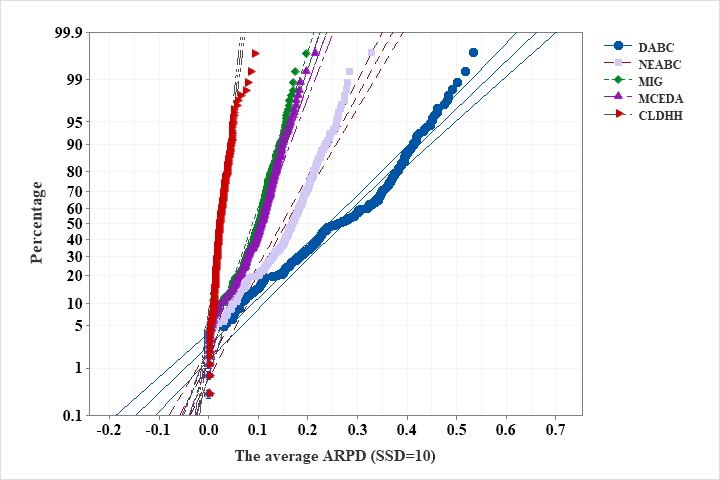 99.9
99
95
90
80
70
60
50
40
30
20
10
5
1
0.1
Percentage
-0.2 -0.1 0.0 0.1 0.2 0.3 0.4 0.5 0.6 0.7
The average ARPD (SSD=10)
DABC
NEABC
MIG
MCEDA
CLDHH